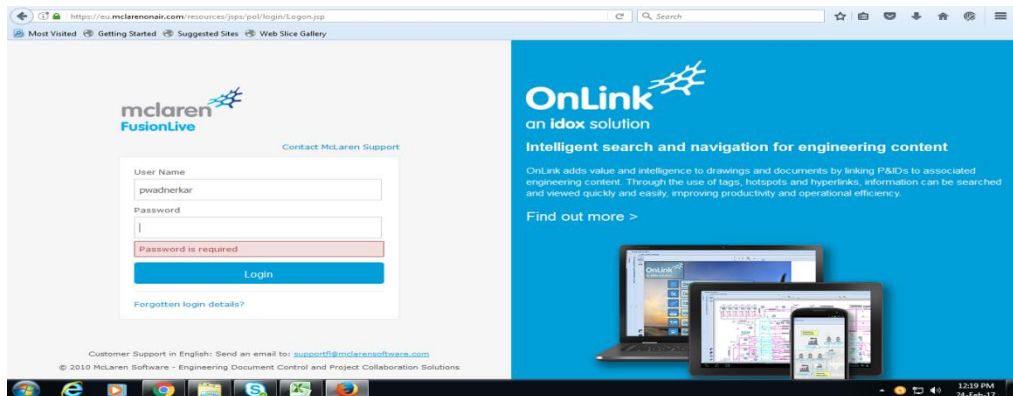 https://eu.mclarenonair.com/resources/jsps/pol/login/Logon.jsp
Search
Most Visited Getting Started Suggested Sites Web Slice Gallery
mclaren
FusionLive
Contact McLaren Support
User Name
pwadnerkar
Password
Password is required
Login
Forgotten login details?
Customer Support in English: Send an email to: supportfl@mclarensoftware.com
© 2010 McLaren Software - Engineering Document Control and Project Collaboration Solutions
OnLink
an idox solution
Intelligent search and navigation for engineering content
OnLink adds value and intelligence to drawings and documents by linking P&IDs to associated
engineering content. Through the use of tags, hotspots and hyperlinks, information can be searched
and viewed quickly and easily, improving productivity and operational efficiency.
Find out more >
OnLink
12:19 PM
24-Feb-17